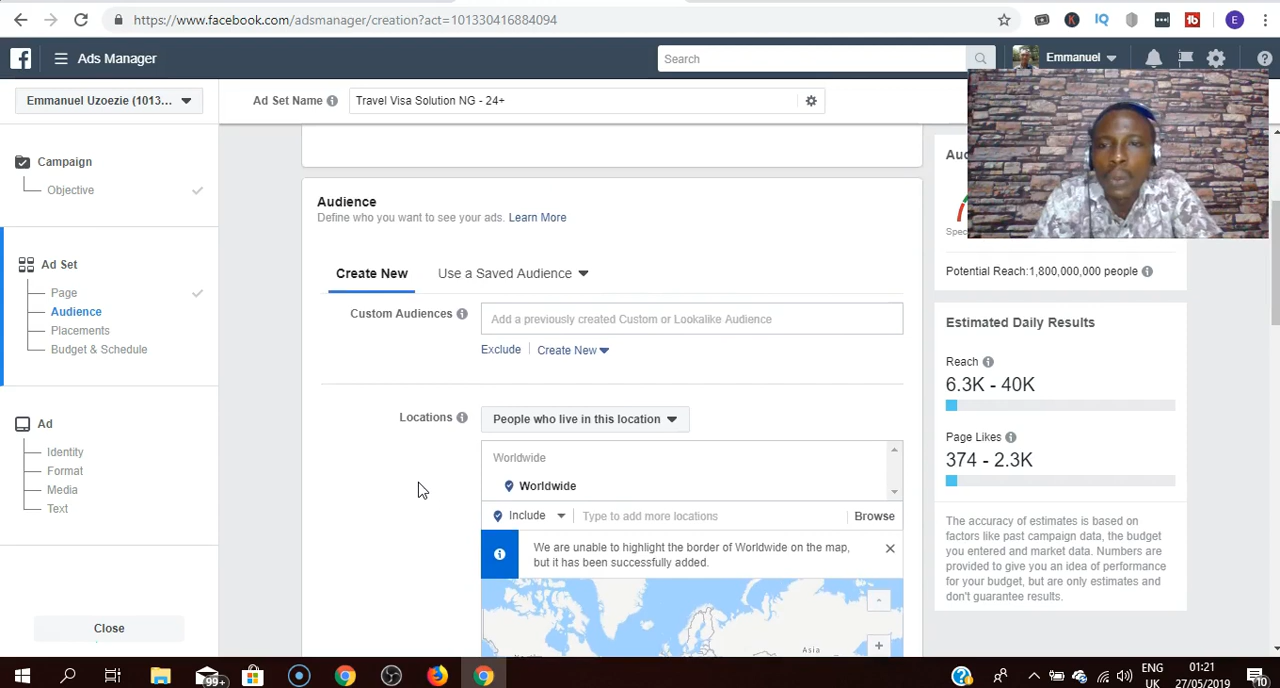 https://www.facebook.com/adsmanager/creation?act=101330416884094
K
IQ
E
Ads Manager
Search
Emmanuel
Emmanuel Uzoezie (1013...
Ad Set Name
Travel Visa Solution NG - 24+
Campaign
Objective
Ad Set
Page
Audience
Placements
Budget & Schedule
Ad
Identity
Format
Media
Text
Close
Audience
Define who you want to see your ads. Learn More
Create New
Use a Saved Audience
Custom Audiences
Add a previously created Custom or Lookalike Audience
Exclude
Create New
Locations
People who live in this location
Worldwide
Worldwide
Include
Type to add more locations
Browse
We are unable to highlight the border of Worldwide on the map,
but it has been successfully added.
Asia
Potential Reach:1,800,000,000 people
Estimated Daily Results
Reach
6.3K - 40K
Page Likes
374 - 2.3K
The accuracy of estimates is based on
factors like past campaign data, the budget
you entered and market data. Numbers are
provided to give you an idea of performance
for your budget, but are only estimates and
don't guarantee results.
99+
ENG
UK
01:21
27/05/2019
10